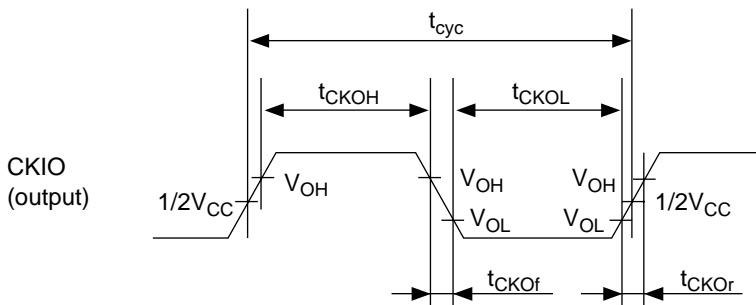 tcyc
tCKOH
tCKOL
CKIO
(output)
1/2VCC
VOH
VOH
VOL
VOH
VOL
1/2VCC
tCKOf
tCKOr